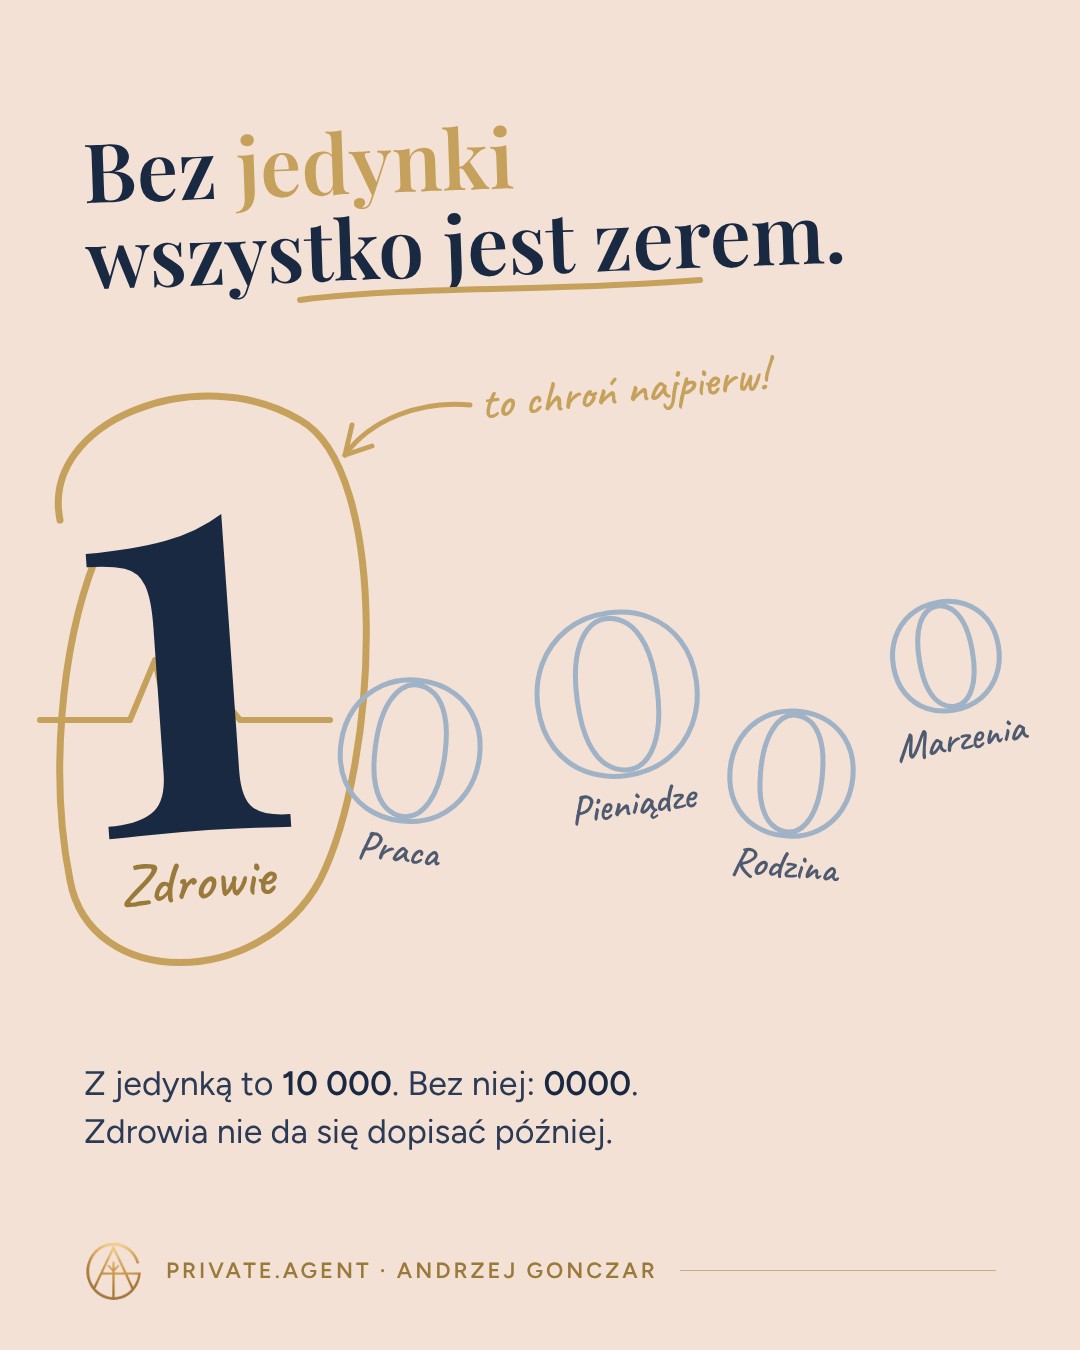 Bez jedynki
wszystko jest zerem.
to chroń najpierw!
1
Zdrowie
0
Praca
0
Pieniądze
0
Rodzina
0
Marzenia
Z jedynką to 10 000. Bez niej: 0000.
Zdrowia nie da się dopisać później.
PRIVATE.AGENT · ANDRZEJ GONCZAR